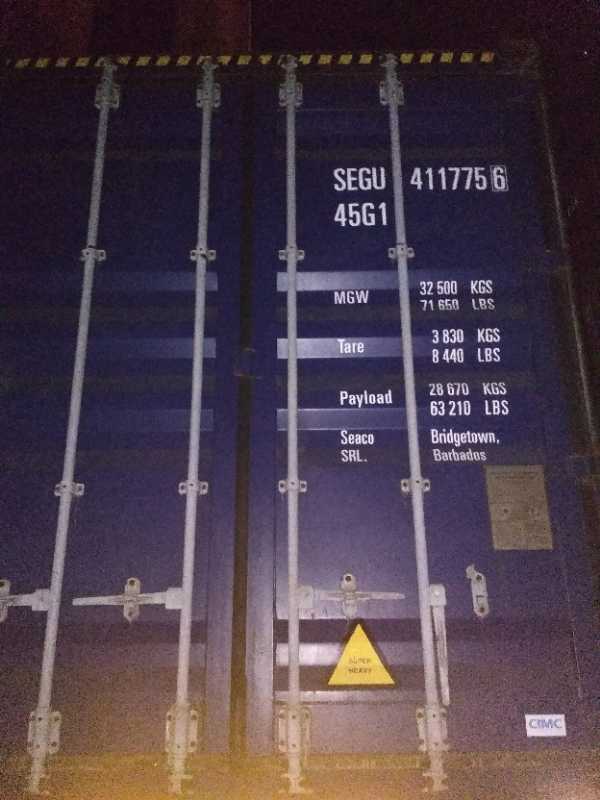 SEGU 411775 6
45G1
MGW 32 500 KGS
71 650 LBS
Tare 3 830 KGS
8 440 LBS
Payload 28 670 KGS
63 210 LBS
Seaco Bridgetown,
SRL. Barbados
SUPER
HEAVY
CIMC